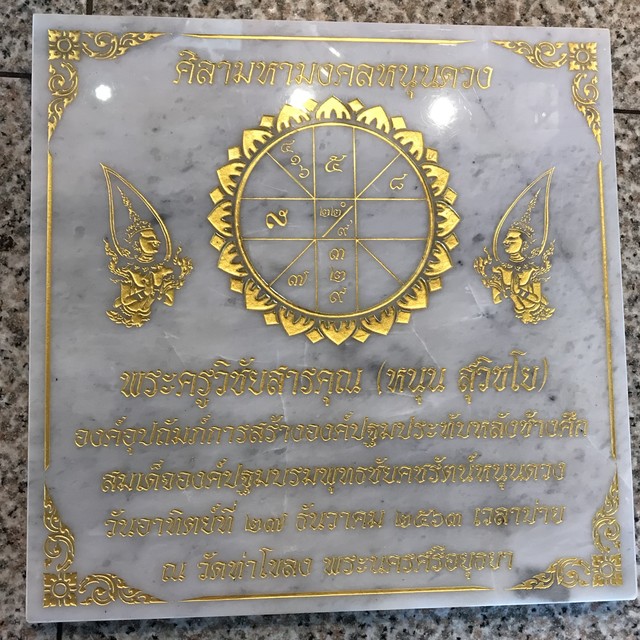 ศิลามหามงคลหนุนดวง
๕
๘
ล
๓
๗
๒
๙
พระครูวิชัยสารคุณ (หนุน สุวิชโย)
องค์อุปถัมภ์การสร้างองค์ปฐมประทับหลังช้างศึก
สมเด็จองค์ปฐมบรมพุทธชัยคชรัตน์หนุนดวง
วันอาทิตย์ที่ ๒๗ ธันวาคม ๒๕๖๓ เวลาบ่าย
ณ วัดท่าโขลง พระนครศรีอยุธยา